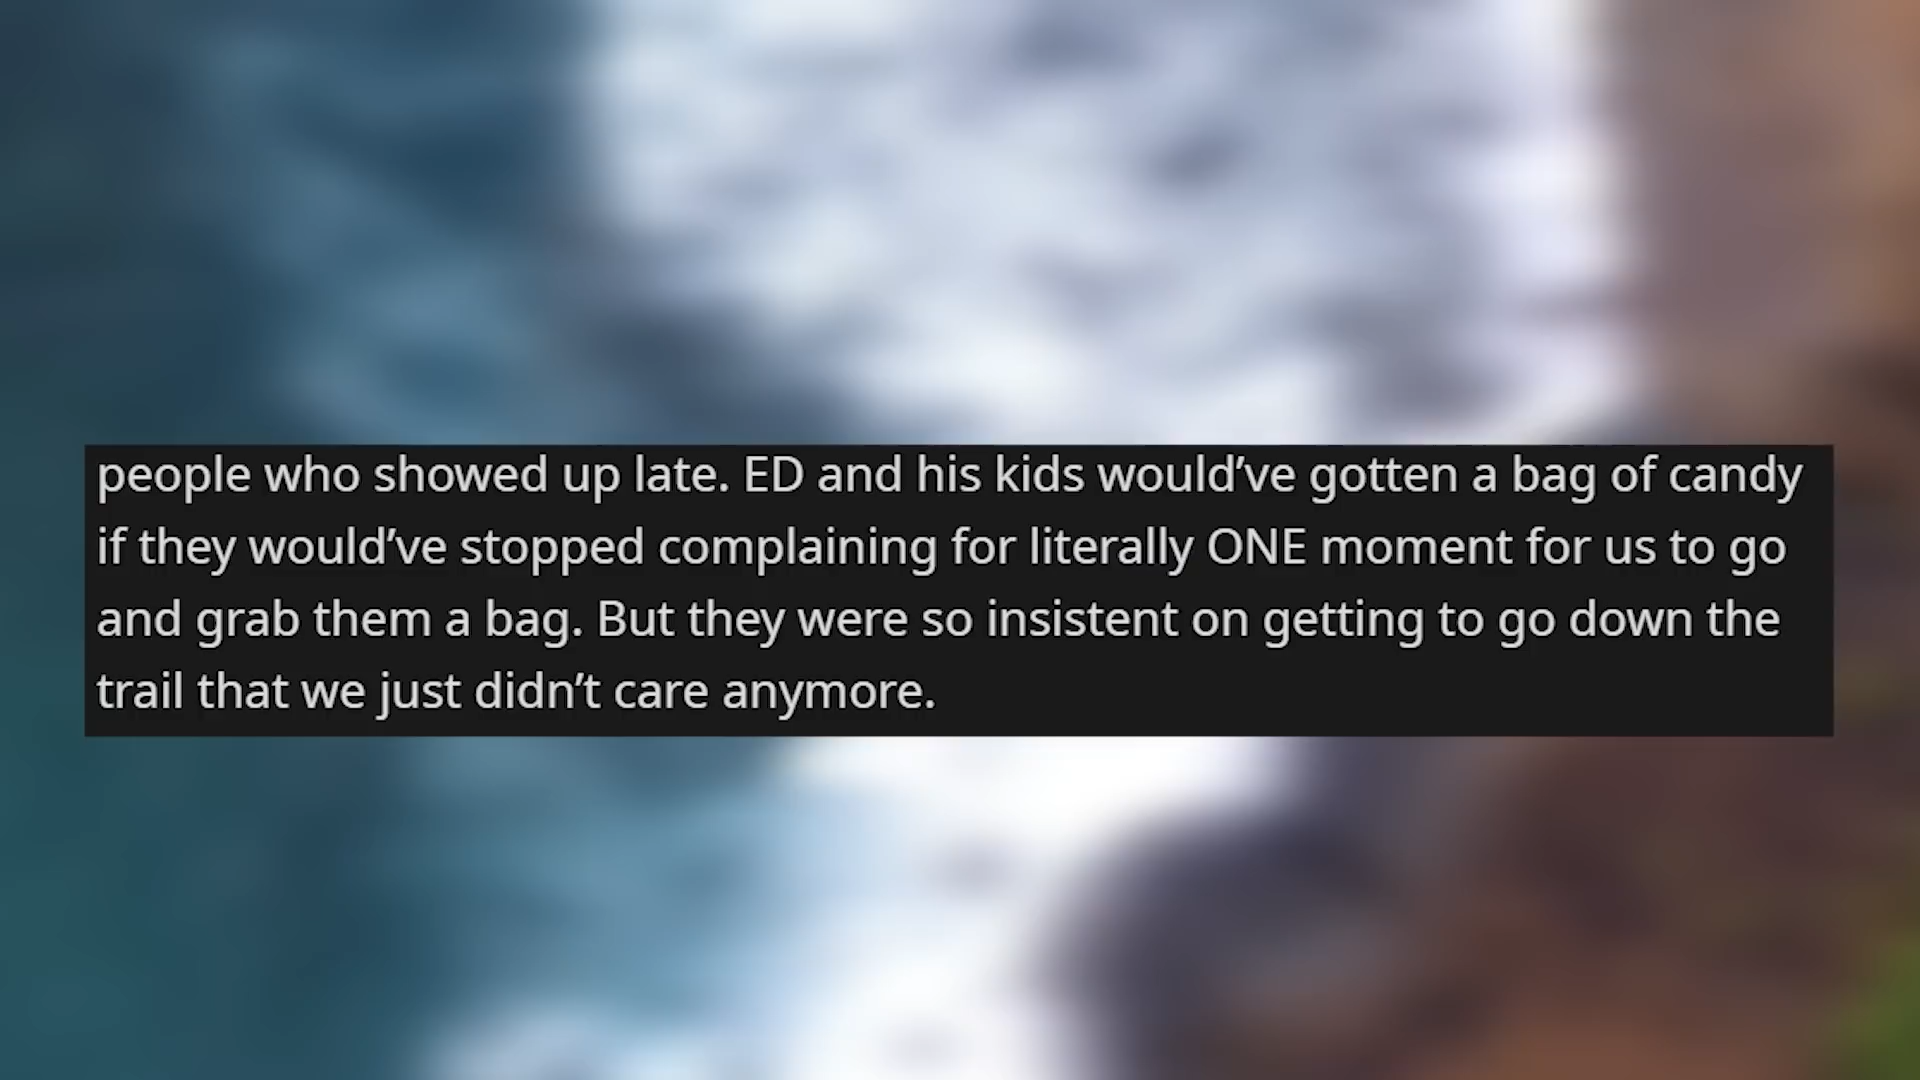 people who showed up late. ED and his kids would’ve gotten a bag of candy
if they would’ve stopped complaining for literally ONE moment for us to go
and grab them a bag. But they were so insistent on getting to go down the
trail that we just didn’t care anymore.